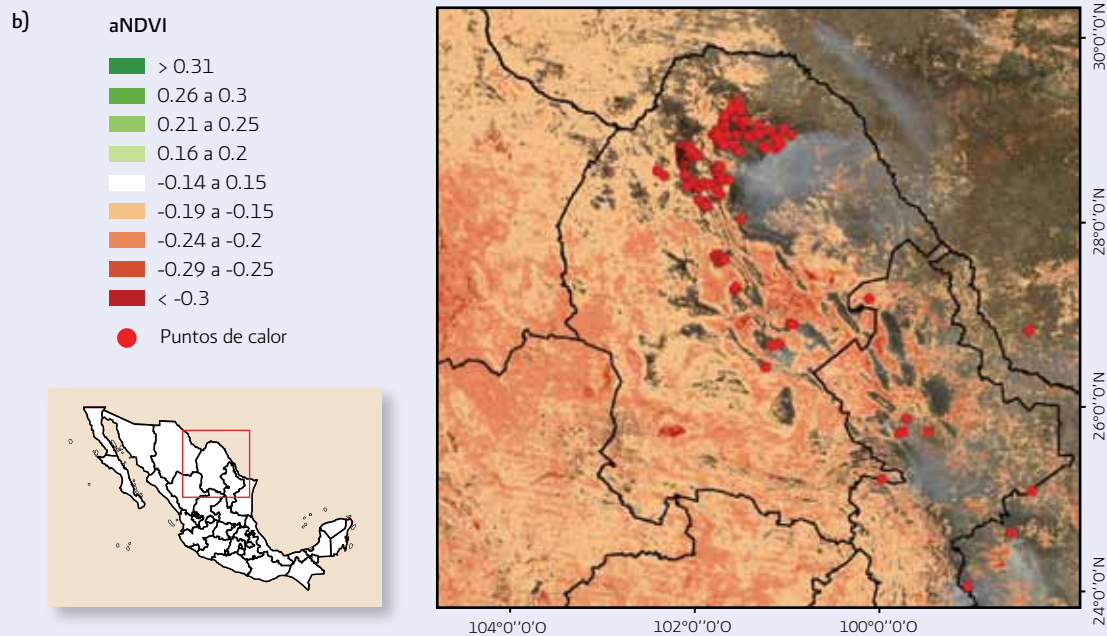 b)
aNDVI
> 0.31
0.26 a 0.3
0.21 a 0.25
0.16 a 0.2
-0.14 a 0.15
-0.19 a -0.15
-0.24 a -0.2
-0.29 a -0.25
< -0.3
Puntos de calor
30°0'0''N
28°0'0''N
26°0'0''N
24°0'0''N
104°0''0'O
102°0''0'O
100°0''0'O